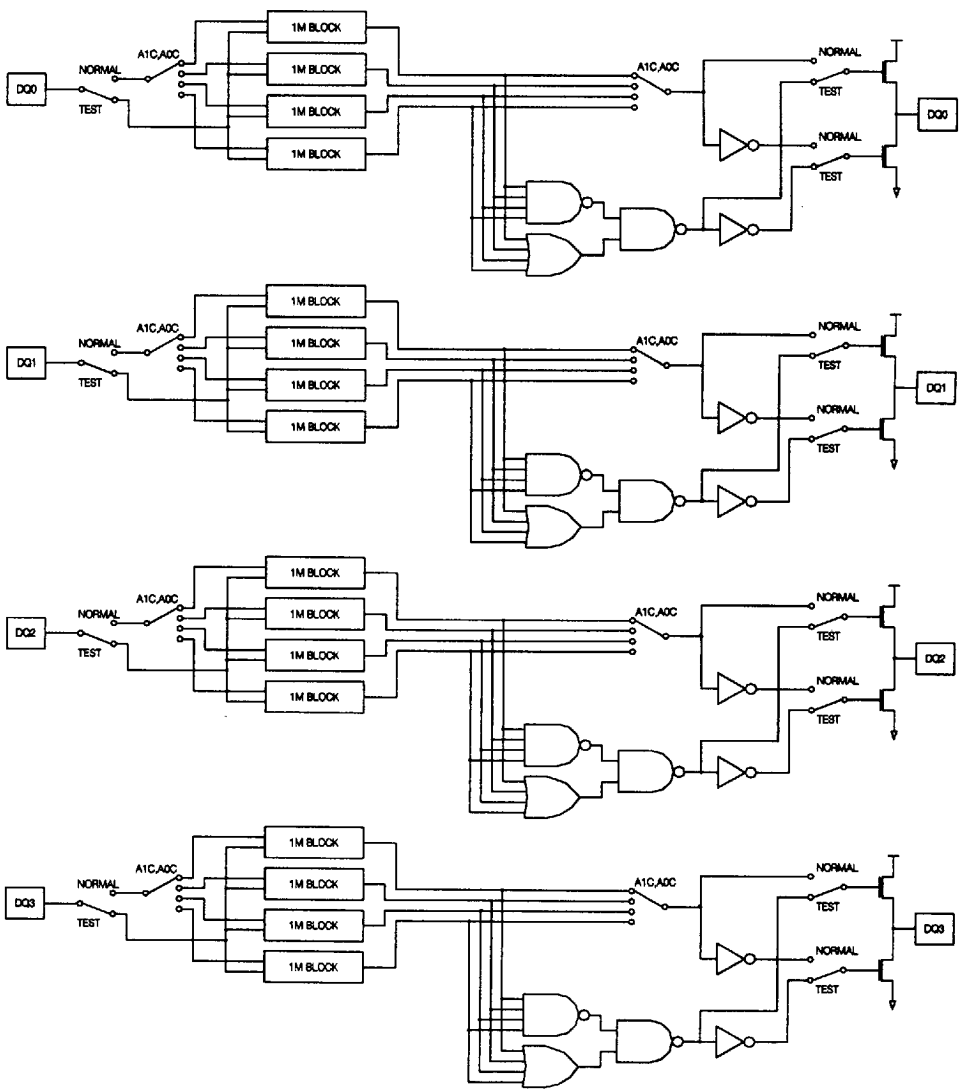 1M BLOCK
A1C,A0C
A1C,A0C
NORMAL
NORMAL
1M BLOCK
DQ0
TEST
TEST
1M BLOCK
DQ0
NORMAL
1M BLOCK
TEST
1M BLOCK
A1C,A0C
NORMAL
NORMAL
1M BLOCK
A1C,A0C
DQ1
TEST
TEST
1M BLOCK
DQ1
NORMAL
1M BLOCK
TEST
1M BLOCK
A1C,A0C
NORMAL
NORMAL
1M BLOCK
A1C,A0C
DQ2
TEST
TEST
1M BLOCK
DQ2
NORMAL
1M BLOCK
TEST
1M BLOCK
A1C,A0C
NORMAL
NORMAL
1M BLOCK
A1C,A0C
DQ3
TEST
TEST
1M BLOCK
DQ3
NORMAL
1M BLOCK
TEST